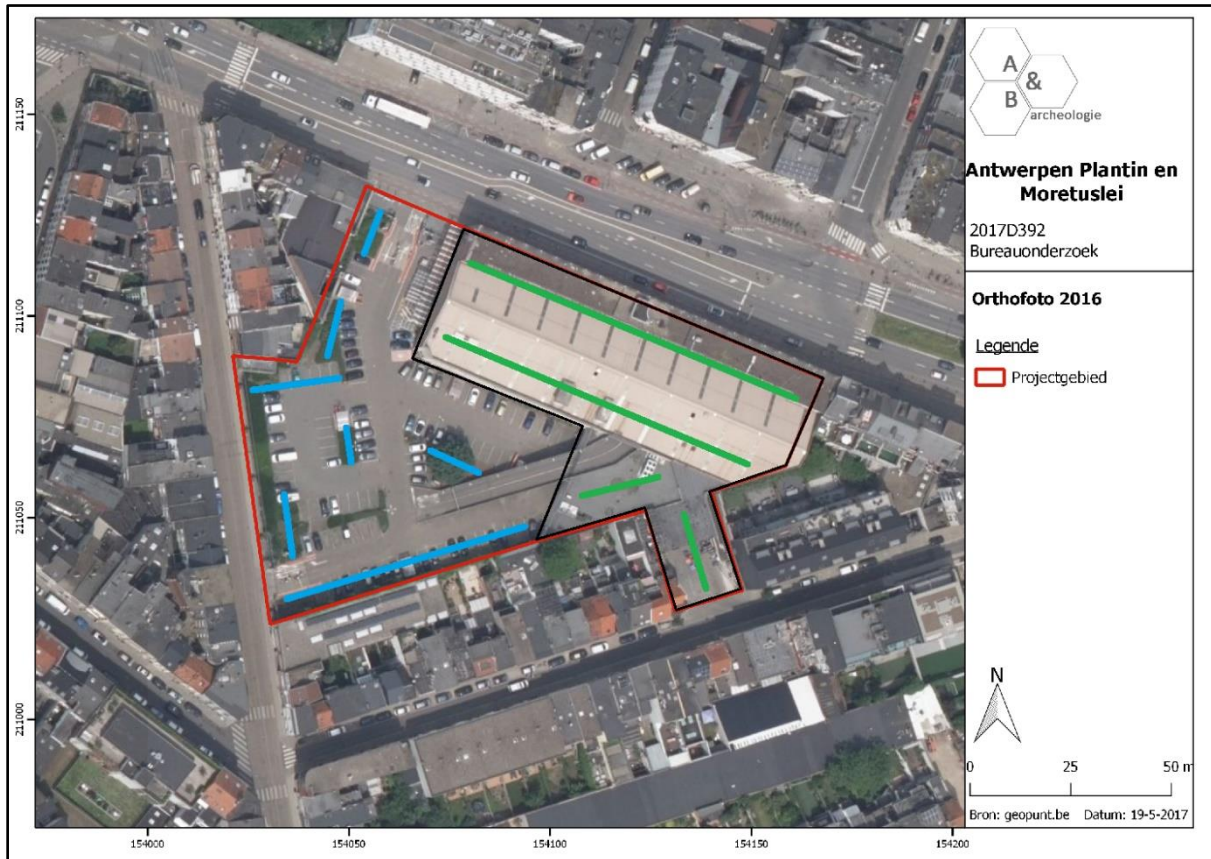 A
&
B
archeologie
Antwerpen Plantin en
Moretuslei
2017D392
Bureauonderzoek
Orthofoto 2016
Legende
Projectgebied
N
0 25 50 m
Bron: geopunt.be Datum: 19-5-2017
211150
211100
211050
211000
154000 154050 154100 154150 154200